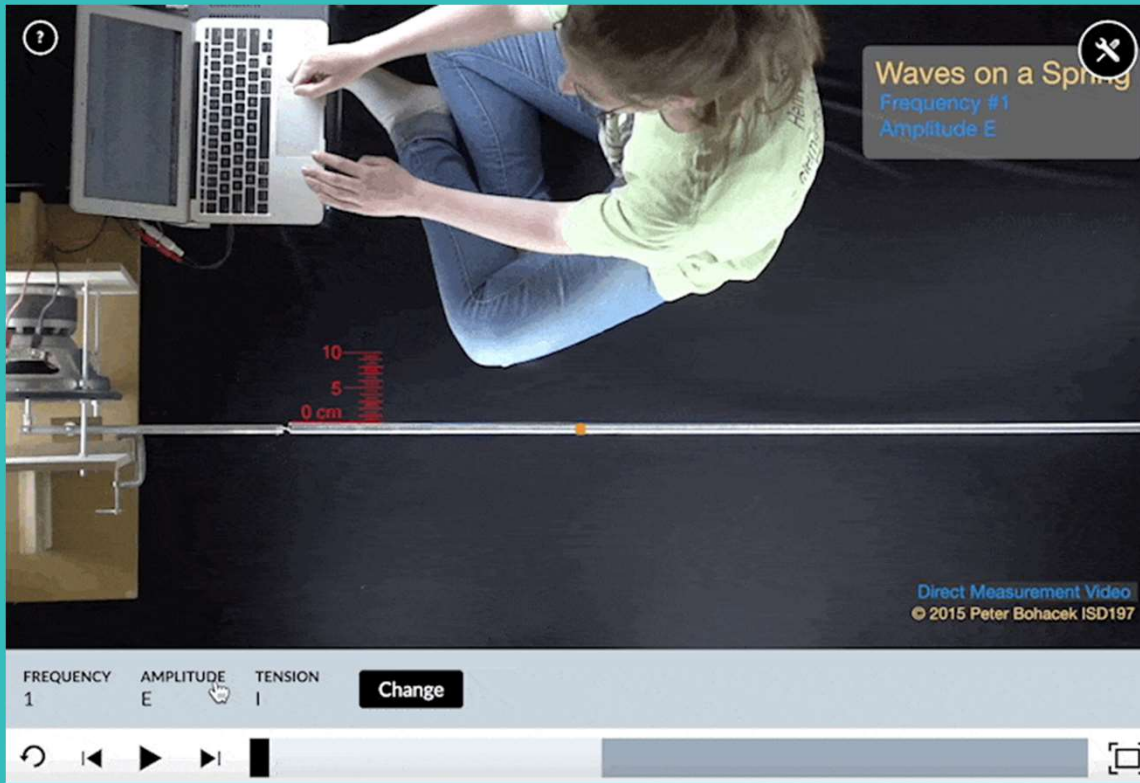 ?
Waves on a Spring
Frequency #1
Amplitude E
10
5
0 cm
Direct Measurement Video
© 2015 Peter Bohacek ISD197
FREQUENCY AMPLITUDE TENSION
1 E I
Change